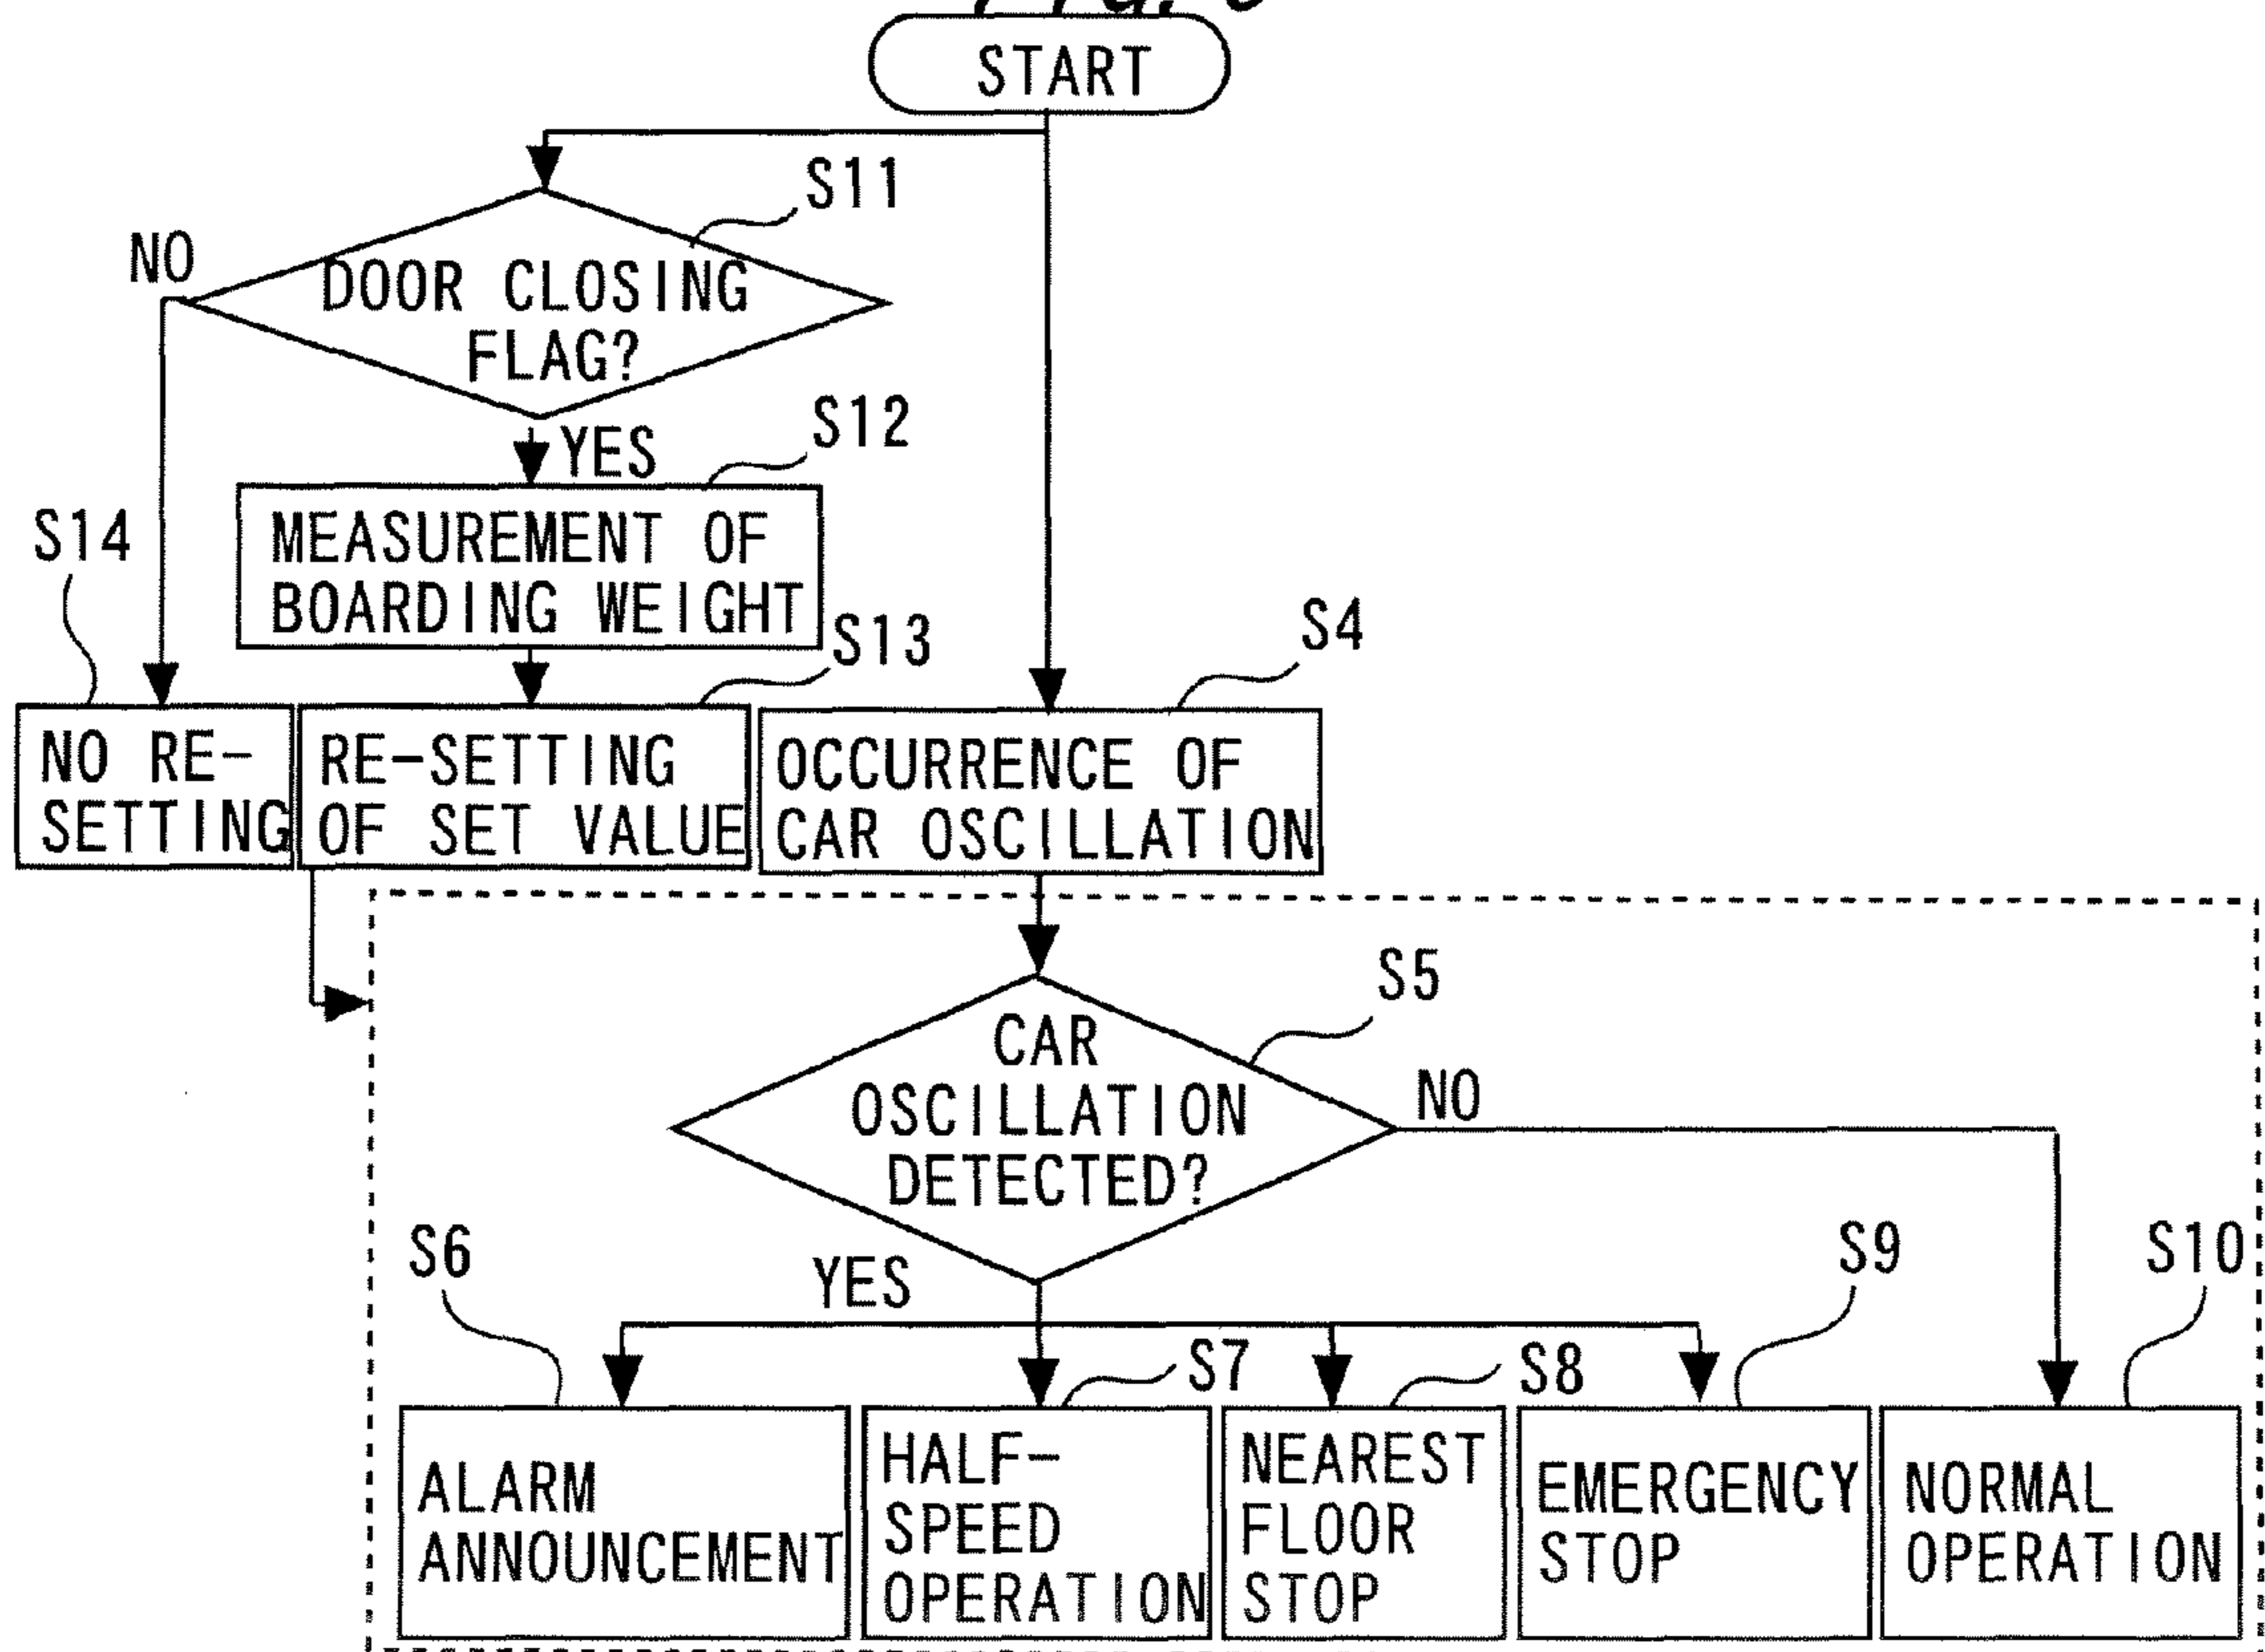 START
S11
NO
DOOR CLOSING
FLAG?
S12
YES
S14
MEASUREMENT OF
BOARDING WEIGHT
S13
S4
NO RE-
SETTING
RE-SETTING
OF SET VALUE
OCCURRENCE OF
CAR OSCILLATION
S5
CAR
OSCILLATION
DETECTED?
NO
S6
YES
S9
S10
S7
S8
ALARM
ANNOUNCEMENT
HALF-
SPEED
OPERATION
NEAREST
FLOOR
STOP
EMERGENCY
STOP
NORMAL
OPERATION